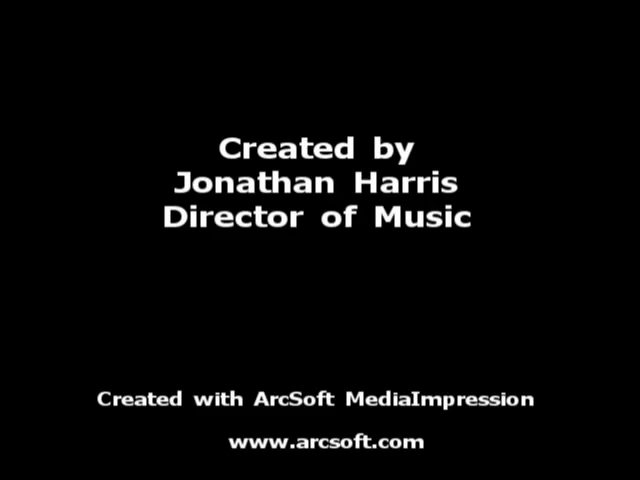 Created by
Jonathan Harris
Director of Music
Created with ArcSoft MediaImpression
www.arcsoft.com